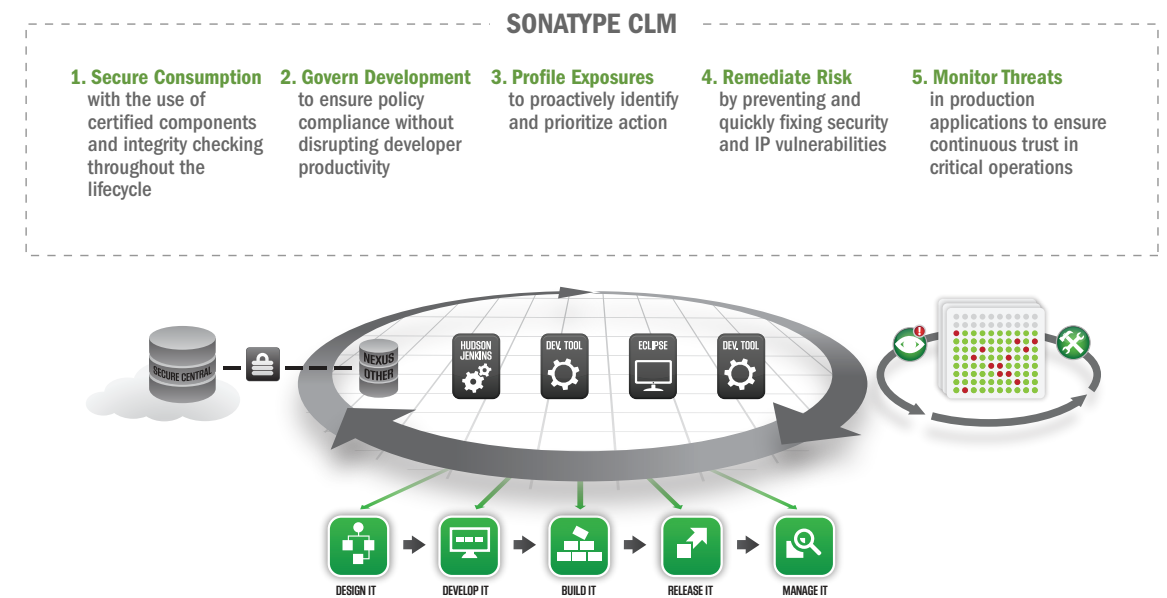 SONATYPE CLM
1. Secure Consumption
with the use of
certified components
and integrity checking
throughout the
lifecycle
2. Govern Development
to ensure policy
compliance without
disrupting developer
productivity
3. Profile Exposures
to proactively identify
and prioritize action
4. Remediate Risk
by preventing and
quickly fixing security
and IP vulnerabilities
5. Monitor Threats
in production
applications to ensure
continuous trust in
critical operations
SECURE CENTRAL
NEXUS
OTHER
HUDSON
JENKINS
DEV. TOOL
ECLIPSE
DEV. TOOL
!
DESIGN IT
DEVELOP IT
BUILD IT
RELEASE IT
MANAGE IT